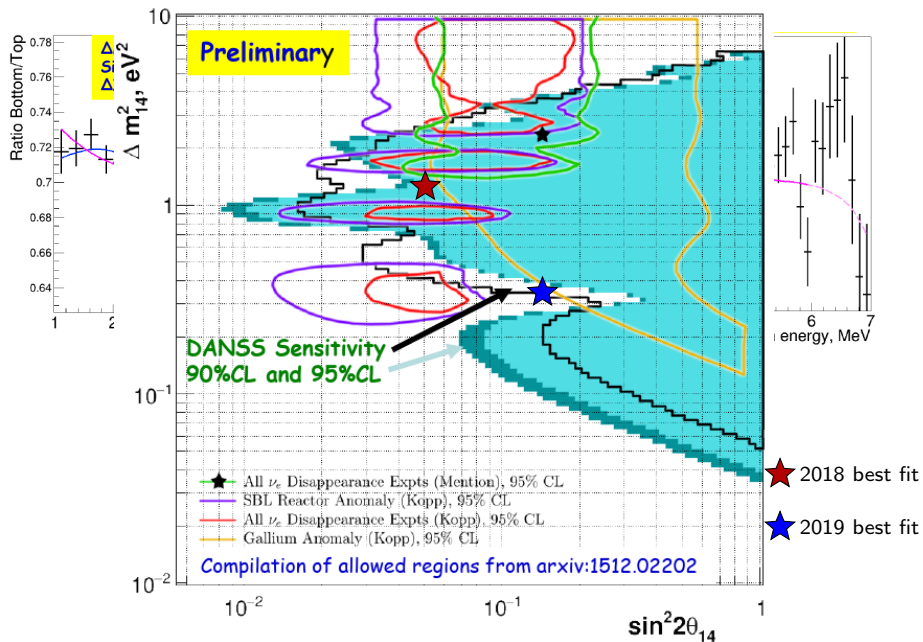 Ratio Bottom/Top
0.78
0.76
0.74
0.72
0.7
0.68
0.66
0.64
1
2
Δ
S
Δ
Δ m²₁₄, eV²
10
1
10⁻¹
10⁻²
Preliminary
DANSS Sensitivity
90%CL and 95%CL
All νₑ Disappearance Expts (Mention), 95% CL
SBL Reactor Anomaly (Kopp), 95% CL
All νₑ Disappearance Expts (Kopp), 95% CL
Gallium Anomaly (Kopp), 95% CL
Compilation of allowed regions from arxiv:1512.02202
10⁻²
10⁻¹
1
sin²2θ₁₄
6
7
energy, MeV
2018 best fit
2019 best fit